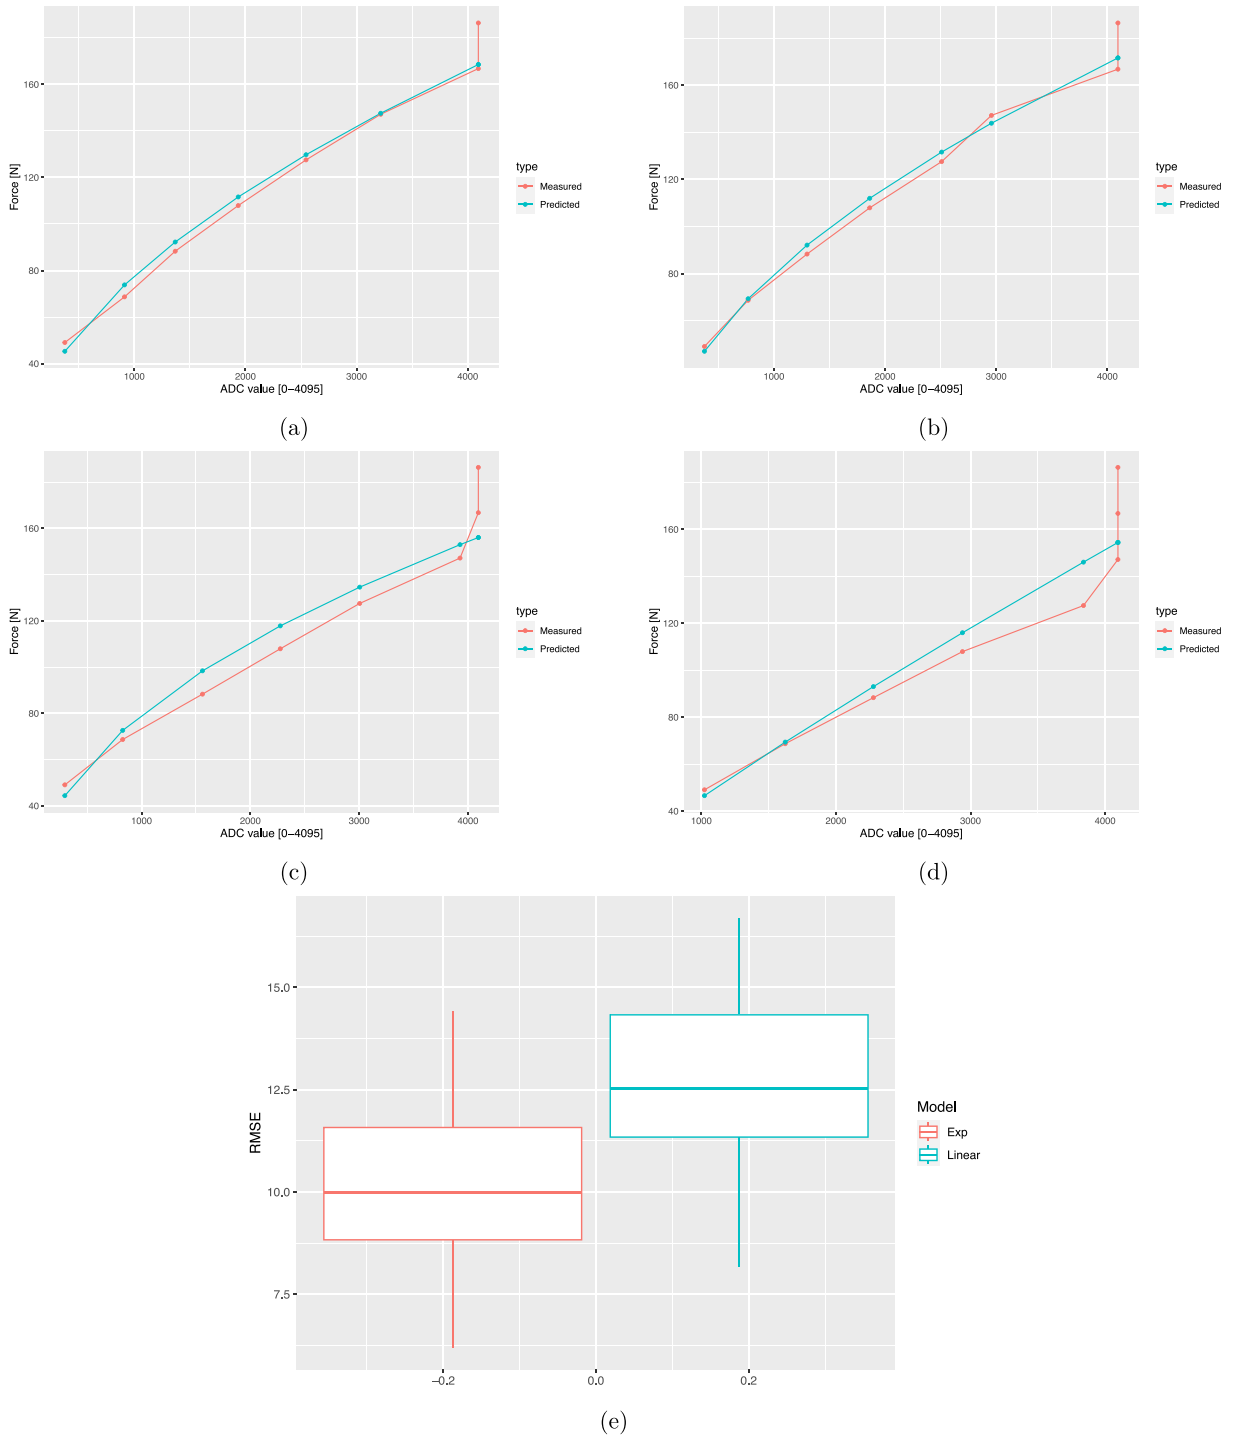 160
120
80
40
Force [N]
1000
2000
3000
4000
ADC value [0−4095]
type
Measured
Predicted
(a)
160
120
80
Force [N]
1000
2000
3000
4000
ADC value [0−4095]
type
Measured
Predicted
(b)
160
120
80
40
Force [N]
1000
2000
3000
4000
ADC value [0−4095]
type
Measured
Predicted
(c)
160
120
80
40
Force [N]
1000
2000
3000
4000
ADC value [0−4095]
type
Measured
Predicted
(d)
15.0
12.5
10.0
7.5
RMSE
−0.2
0.0
0.2
Model
Exp
Linear
(e)